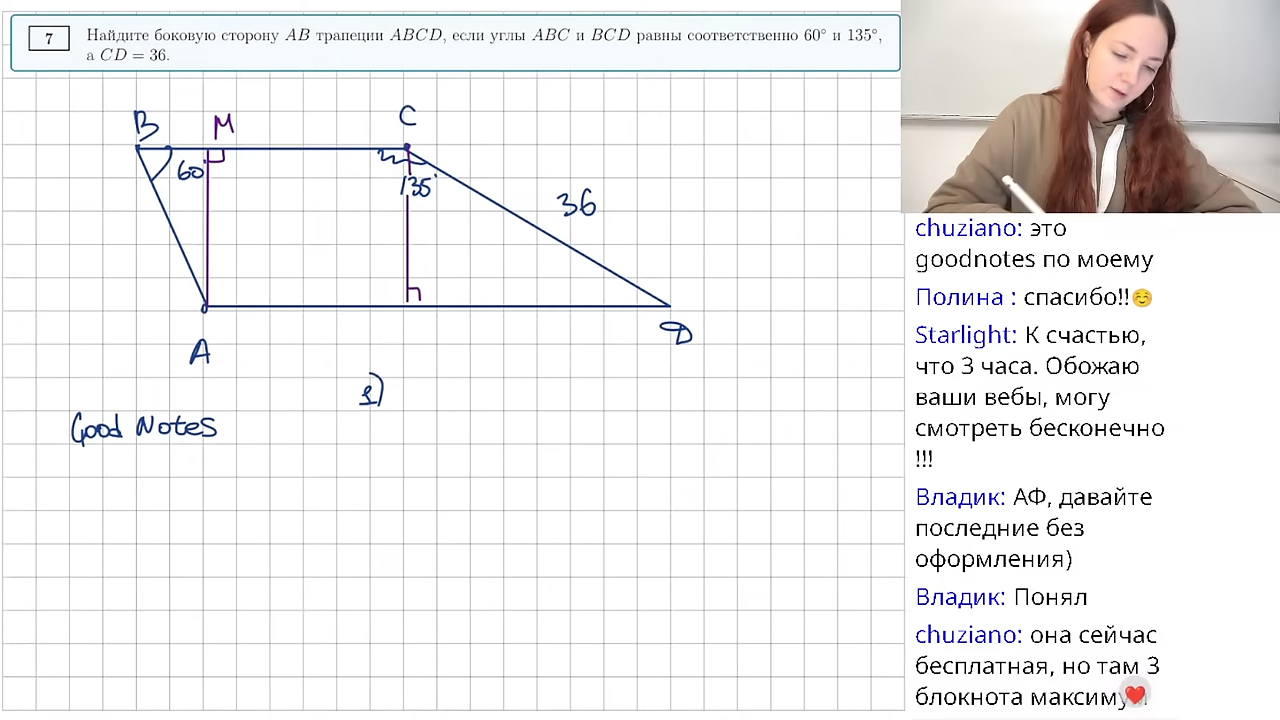 7
Найдите боковую сторону AB трапеции ABCD, если углы ABC и BCD равны соответственно 60° и 135°,
а CD = 36.
B
M
C
60°
135°
36
A
D
1)
Good Notes
chuziano: это
goodnotes по моему
Полина : спасибо!!☺️
Starlight: К счастью,
что 3 часа. Обожаю
ваши вебы, могу
смотреть бесконечно
!!!
Владик: АФ, давайте
последние без
оформления)
Владик: Понял
chuziano: она сейчас
бесплатная, но там 3
блокнота